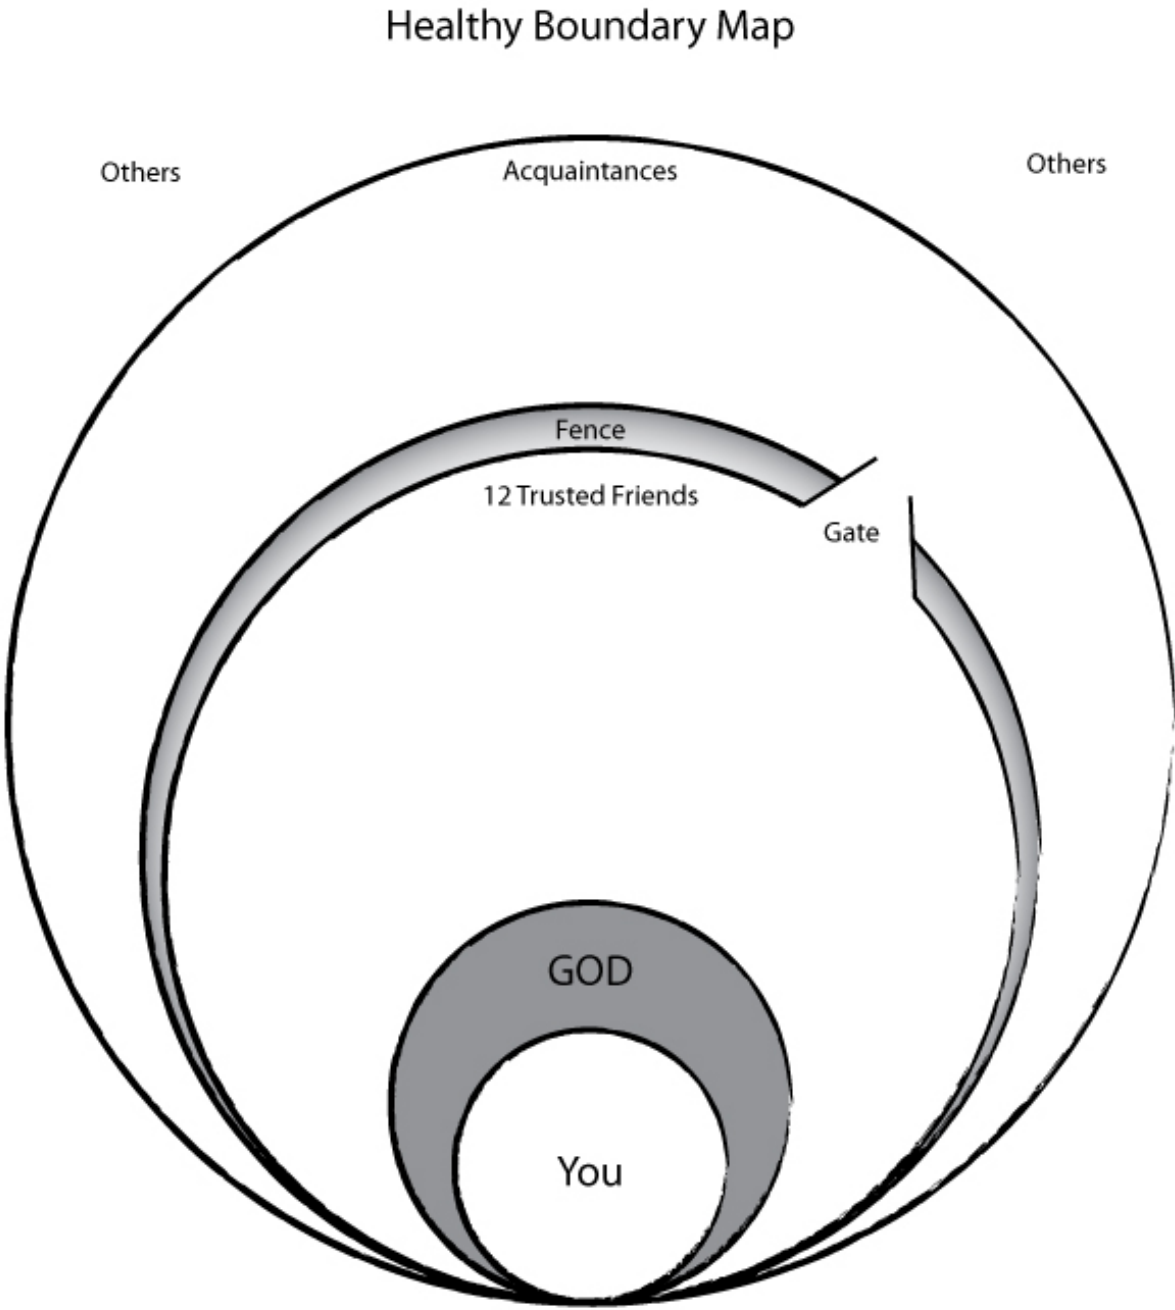 Healthy Boundary Map
Others
Acquaintances
Others
Fence
12 Trusted Friends
Gate
GOD
You